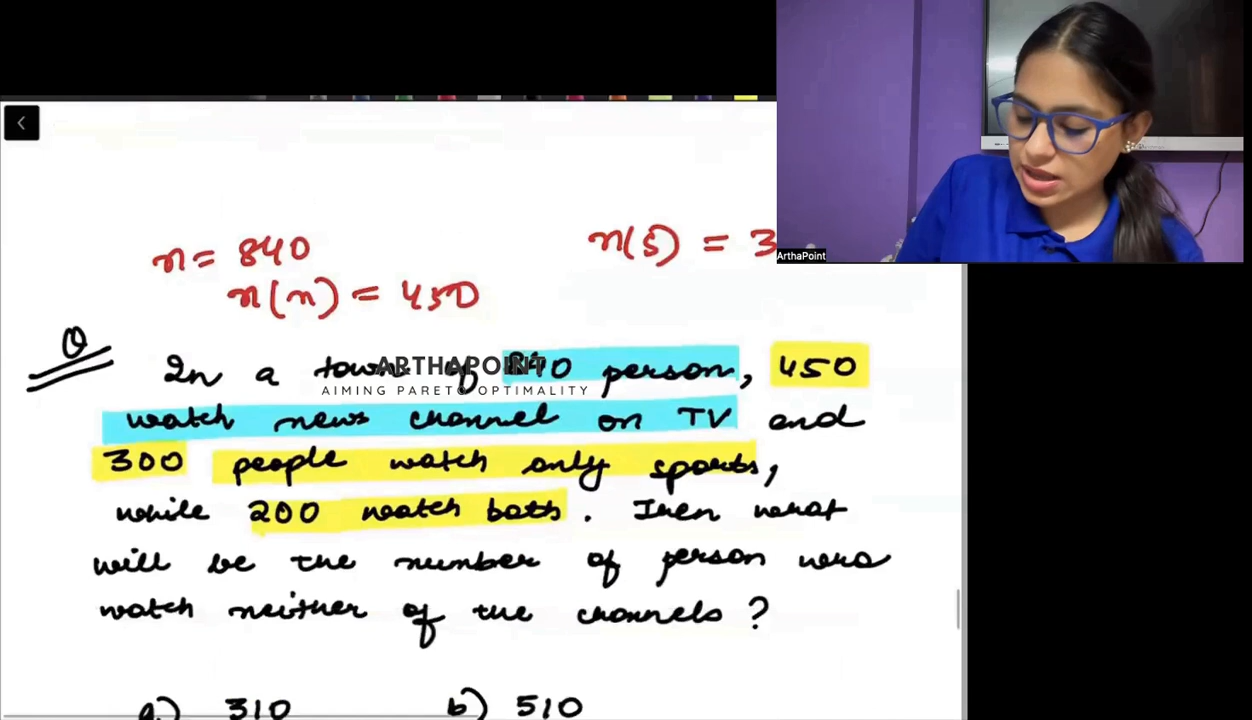 n = 840
n(s) = 3
n(n) = 450
ArthaPoint
Q
In a town of 840 person, 450
ARTHAPOINT
AIMING PARETO OPTIMALITY
watch news channel on TV and
300 people watch only sports,
while 200 watch both. Then what
will be the number of person who
watch neither of the channels?
a) 310 b) 510